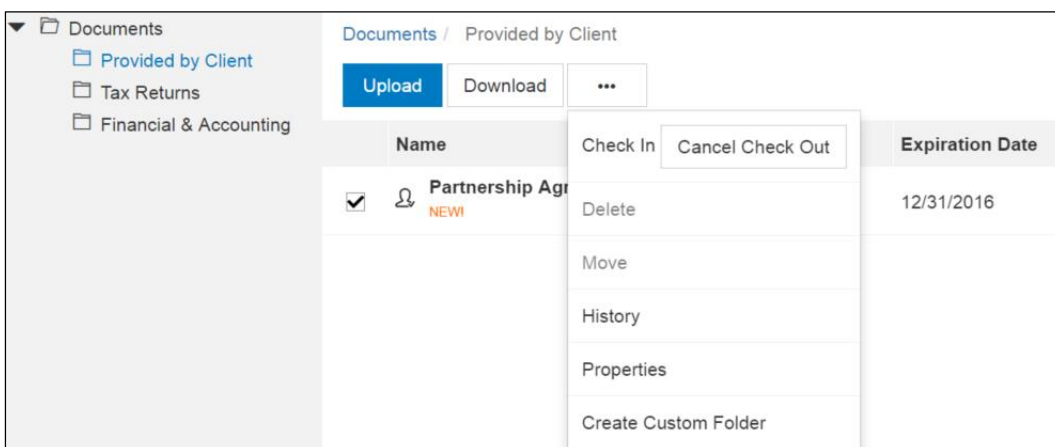 Documents
Provided by Client
Tax Returns
Financial & Accounting
Documents / Provided by Client
Upload Download •••
Name Expiration Date
Check In Cancel Check Out
Partnership Agr 12/31/2016
NEW!
Delete
Move
History
Properties
Create Custom Folder